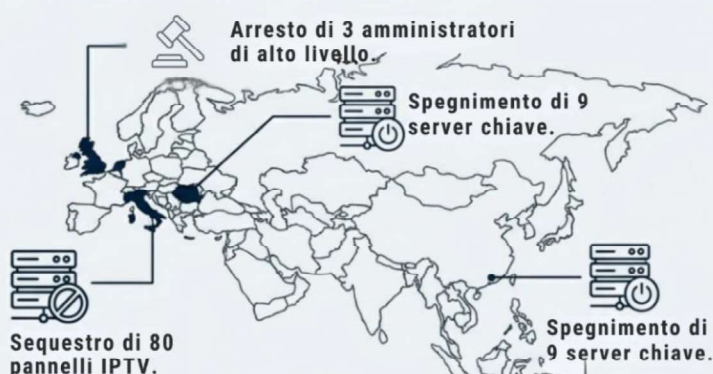 Arresto di 3 amministratori
di alto livello.
Spegnimento di 9
server chiave.
Sequestro di 80
pannelli IPTV.
Spegnimento di
9 server chiave.